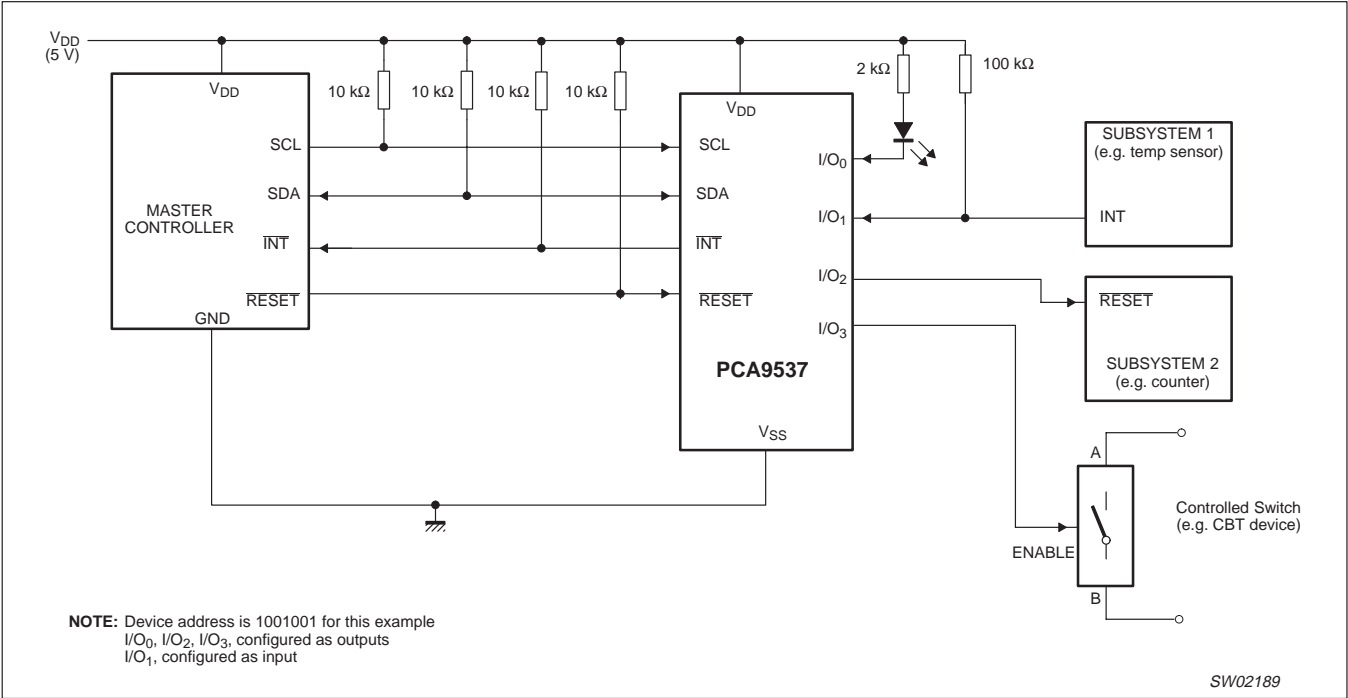 VDD
(5 V)
VDD
10 kΩ
10 kΩ
10 kΩ
10 kΩ
VDD
2 kΩ
100 kΩ
MASTER
CONTROLLER
SCL
SDA
INT
RESET
GND
SCL
SDA
INT
RESET
I/O0
I/O1
I/O2
I/O3
PCA9537
VSS
SUBSYSTEM 1
(e.g. temp sensor)
INT
RESET
SUBSYSTEM 2
(e.g. counter)
A
Controlled Switch
(e.g. CBT device)
ENABLE
B
NOTE: Device address is 1001001 for this example
I/O0, I/O2, I/O3, configured as outputs
I/O1, configured as input
SW02189